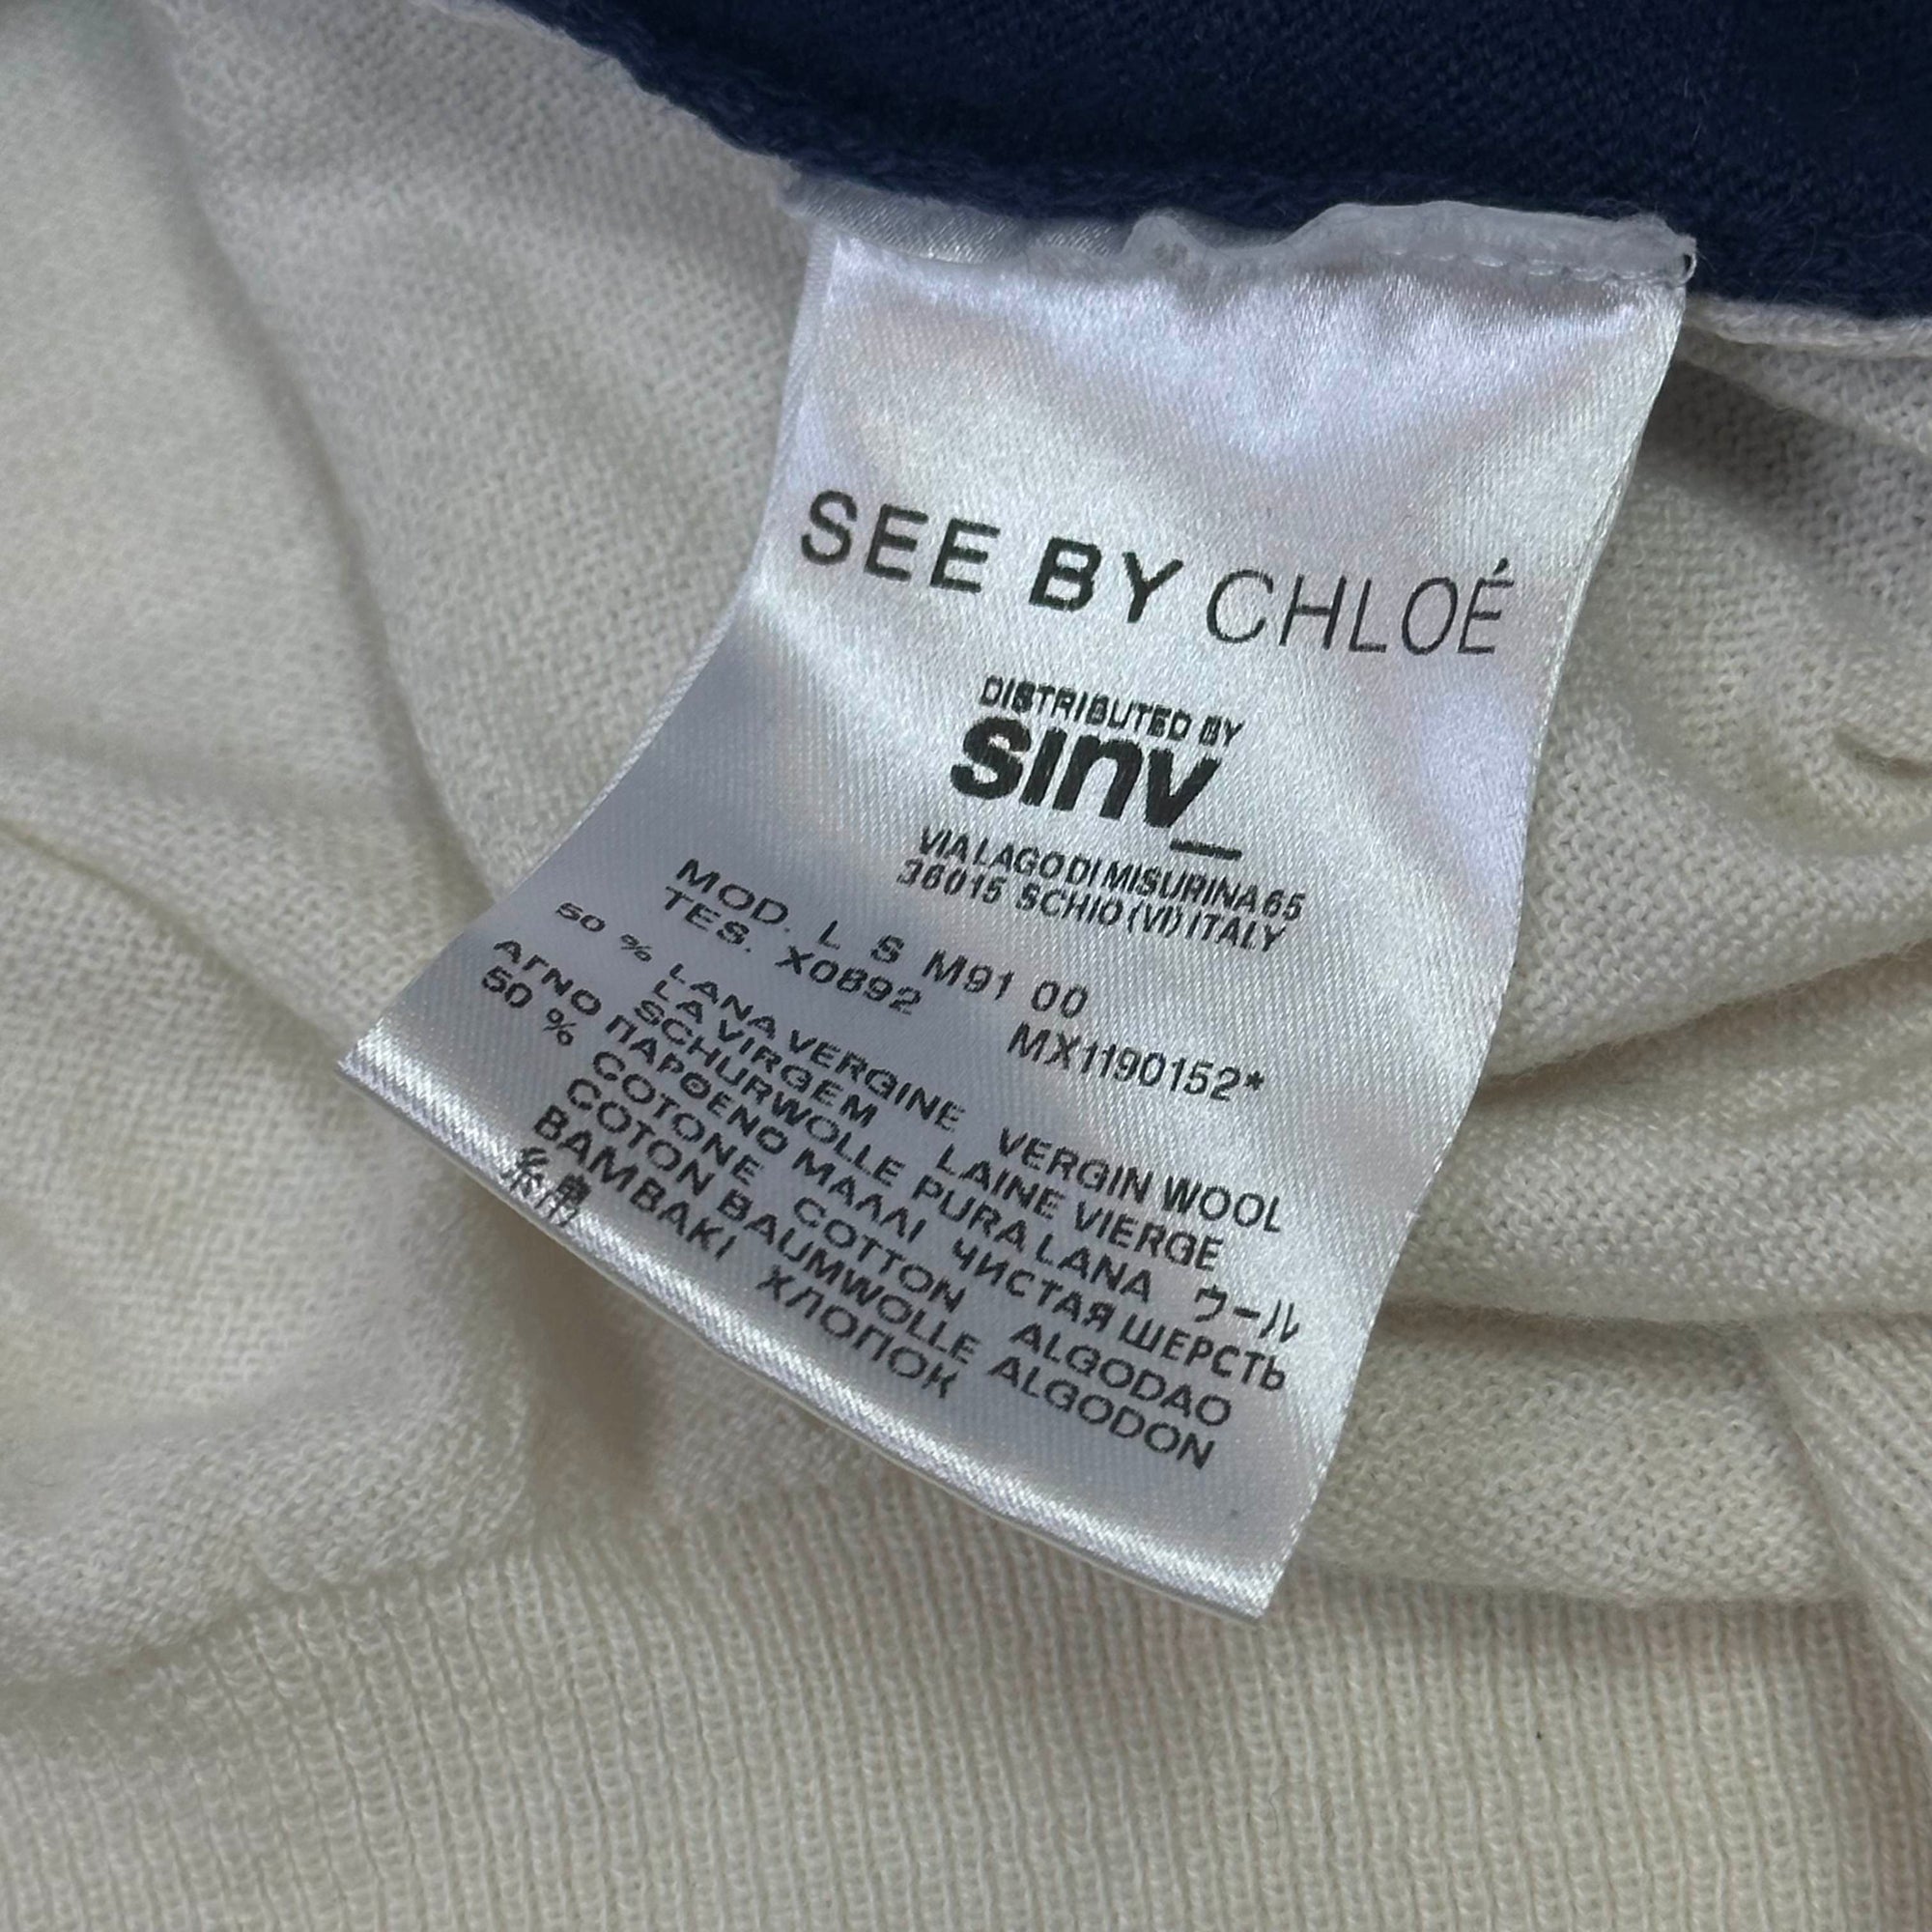 SEE BY CHLOÉ
DISTRIBUTED BY
sinv_
VIA LAGO DI MISURINA 65
36015 SCHIO (VI) ITALY
MOD. L S M91 00
TES. X0892 MX1190152*
50 % LANA VERGINE VERGIN WOOL
LA VIRGEM LAINE VIERGE
SCHURWOLLE PURA LANA ウール
ΑΓΝΟ ΠΑΡΘΕΝΟ ΜΑΛΛΙ ЧИСТАЯ ШЕРСТЬ
50 % COTONE COTTON ALGODAO
COTON BAUMWOLLE ALGODON
BAMBAKI ХЛОПОК
綿